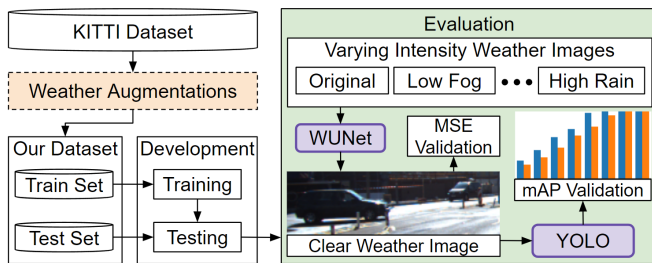 KITTI Dataset
Weather Augmentations
Our Dataset
Train Set
Test Set
Development
Training
Testing
Evaluation
Varying Intensity Weather Images
Original
Low Fog
High Rain
WUNet
MSE
Validation
Clear Weather Image
mAP Validation
YOLO